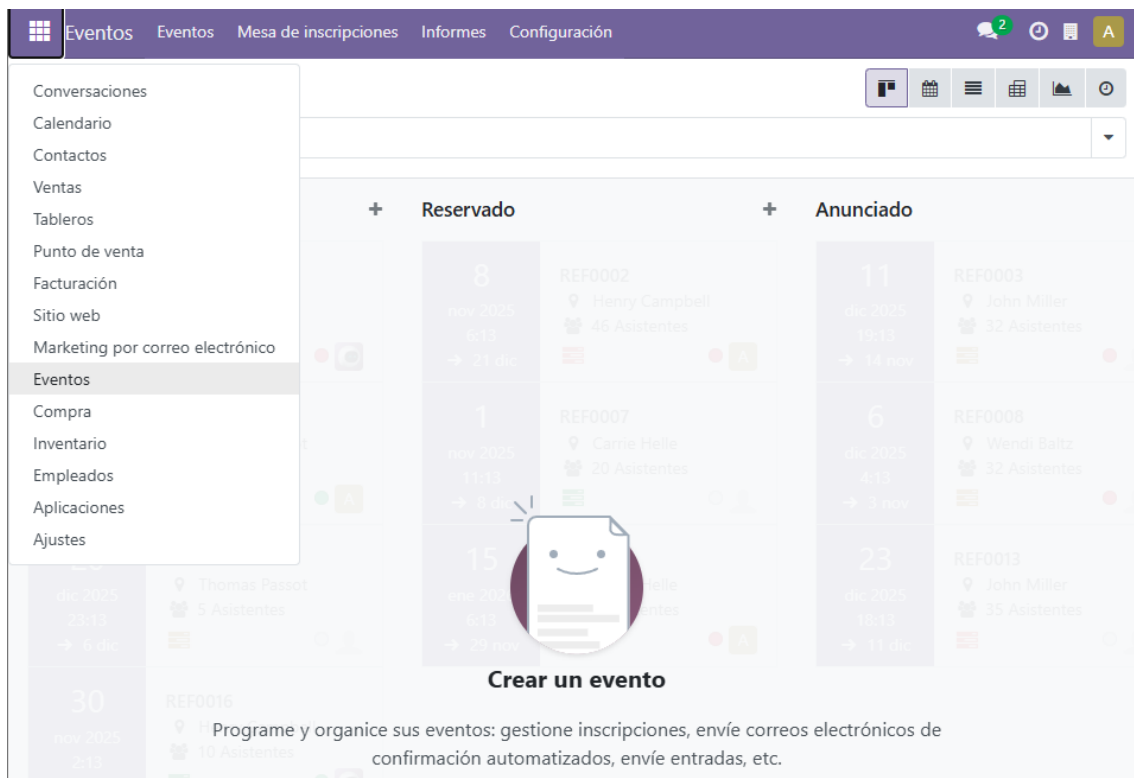 Eventos Eventos Mesa de inscripciones Informes Configuración 2 A
Conversaciones
Calendario
Contactos
Ventas
Tableros
Punto de venta
Facturación
Sitio web
Marketing por correo electrónico
Eventos
Compra
Inventario
Empleados
Aplicaciones
Ajustes
Reservado
Anunciado
8
nov 2025
6:13
→ 21 dic
REF0002
Henry Campbell
46 Asistentes
A
11
dic 2025
19:13
→ 14 nov
REF0003
John Miller
32 Asistentes
A
1
nov 2025
11:13
→ 8 dic
REF0007
Carrie Helle
20 Asistentes
6
dic 2025
4:13
→ 3 nov
REF0008
Wendi Baltz
32 Asistentes
dic 2025
23:13
→ 6 dic
Thomas Passot
5 Asistentes
15
6:13
→ 29 nov
A
23
dic 2025
18:13
→ 11 dic
REF0013
John Miller
35 Asistentes
30
nov 2025
2:13
REF0016
10 Asistentes
Crear un evento
Programe y organice sus eventos: gestione inscripciones, envíe correos electrónicos de
confirmación automatizados, envíe entradas, etc.